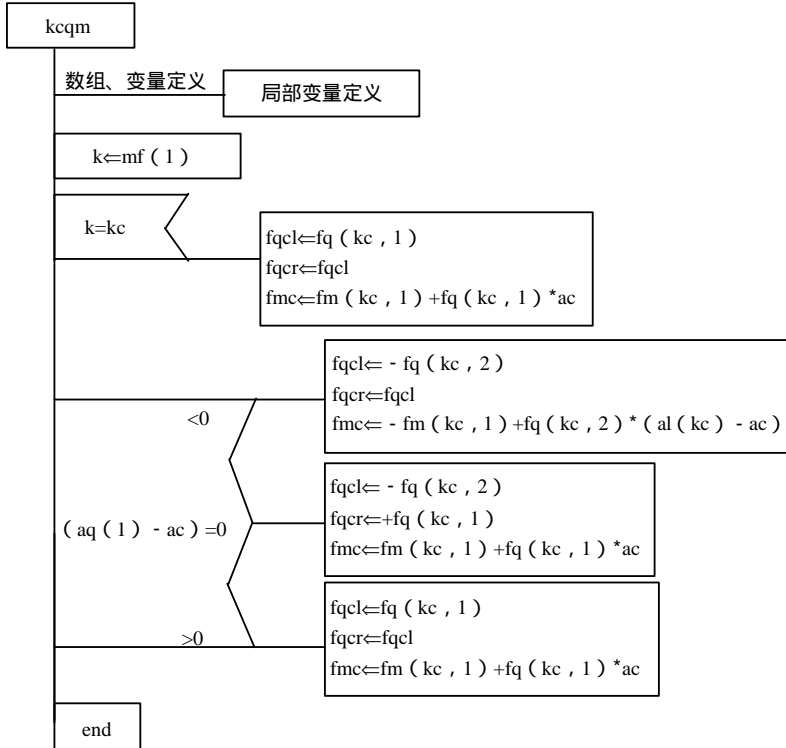 kcqm
数组、变量定义
局部变量定义
k⇐mf（1）
k=kc
fqcl⇐fq（kc，1）
fqcr⇐fqcl
fmc⇐fm（kc，1）+fq（kc，1）*ac
fqcl⇐ - fq（kc，2）
fqcr⇐fqcl
fmc⇐ - fm（kc，1）+fq（kc，2）*（al（kc） - ac）
<0
fqcl⇐ - fq（kc，2）
fqcr⇐+fq（kc，1）
fmc⇐fm（kc，1）+fq（kc，1）*ac
（aq（1） - ac）=0
fqcl⇐fq（kc，1）
fqcr⇐fqcl
fmc⇐fm（kc，1）+fq（kc，1）*ac
>0
end